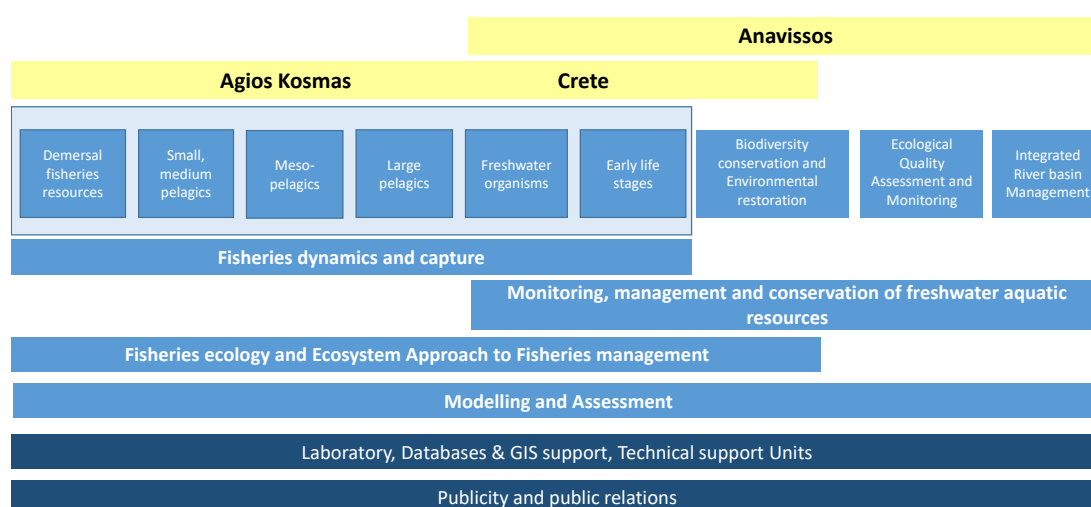 Anavissos
Agios Kosmas
Crete
Demersal
fisheries
resources
Small,
medium
pelagics
Meso-
pelagics
Large
pelagics
Freshwater
organisms
Early life
stages
Biodiversity
conservation and
Environmental
restoration
Ecological
Quality
Assessment and
Monitoring
Integrated
River basin
Management
Fisheries dynamics and capture
Monitoring, management and conservation of freshwater aquatic
resources
Fisheries ecology and Ecosystem Approach to Fisheries management
Modelling and Assessment
Laboratory, Databases & GIS support, Technical support Units
Publicity and public relations